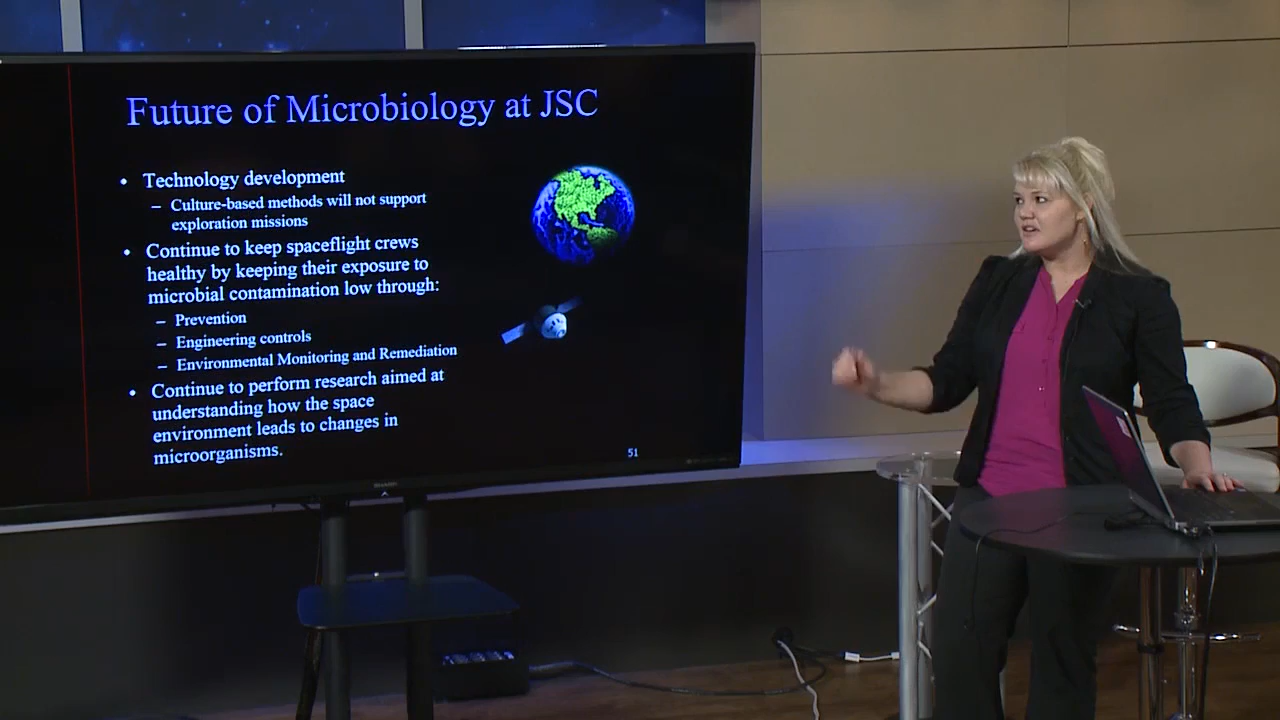 Future of Microbiology at JSC
• Technology development
– Culture-based methods will not support
exploration missions
• Continue to keep spaceflight crews
healthy by keeping their exposure to
microbial contamination low through:
– Prevention
– Engineering controls
– Environmental Monitoring and Remediation
• Continue to perform research aimed at
understanding how the space
environment leads to changes in
microorganisms.
51
SHARP